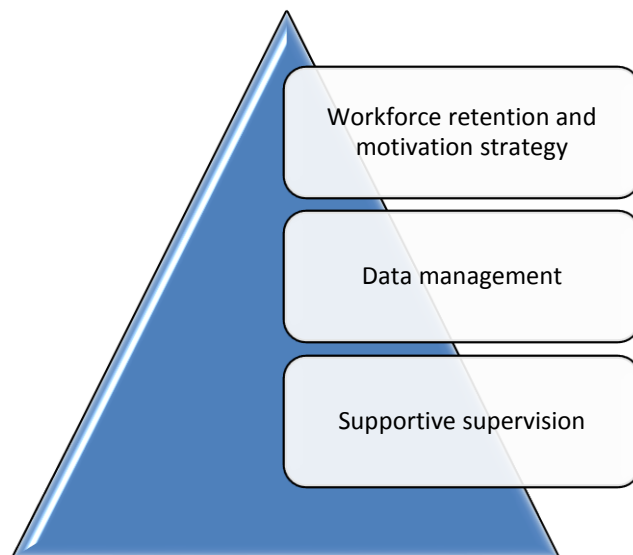 Workforce retention and
motivation strategy
Data management
Supportive supervision